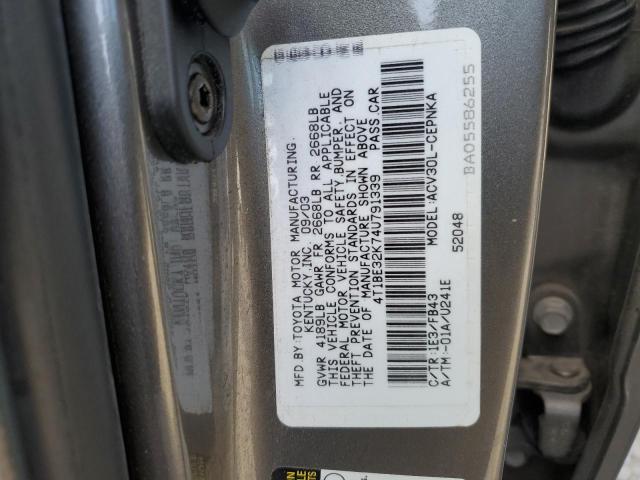 MFD.BY:TOYOTA MOTOR MANUFACTURING,
KENTUCKY,INC. 09/03
GVWR 4189LB GAWR FR 2668LB RR 2668LB
THIS VEHICLE CONFORMS TO ALL APPLICABLE
FEDERAL MOTOR VEHICLE SAFETY,BUMPER, AND
THEFT PREVENTION STANDARDS IN EFFECT ON
THE DATE OF MANUFACTURE SHOWN ABOVE
4T1BE32K74U791339 PASS CAR
C/TR:1E3/FB43 MODEL:ACV30L-CEPNKA
A/TM:-01A/U241E 52048
BA05586255